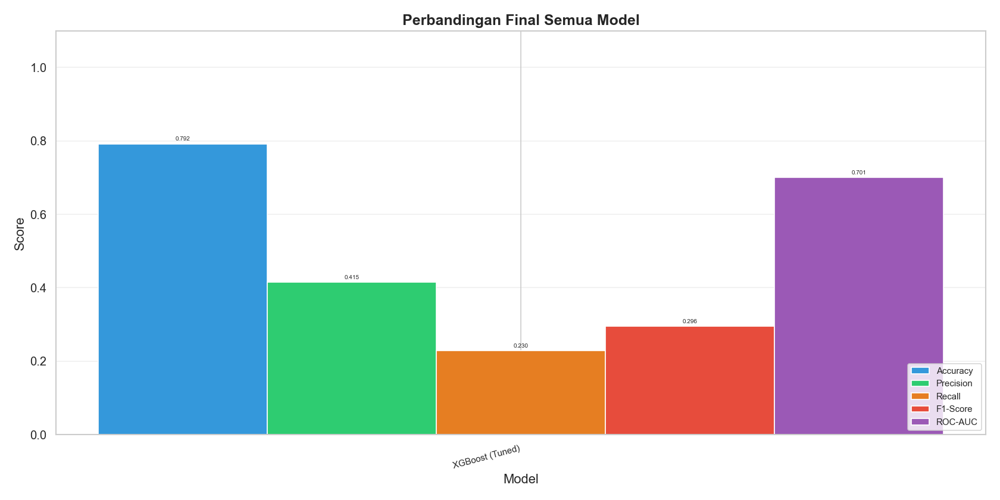 Perbandingan Final Semua Model
1.0
0.8
0.6
0.4
0.2
0.0
Score
0.792
0.415
0.230
0.296
0.701
Accuracy
Precision
Recall
F1-Score
ROC-AUC
XGBoost (Tuned)
Model